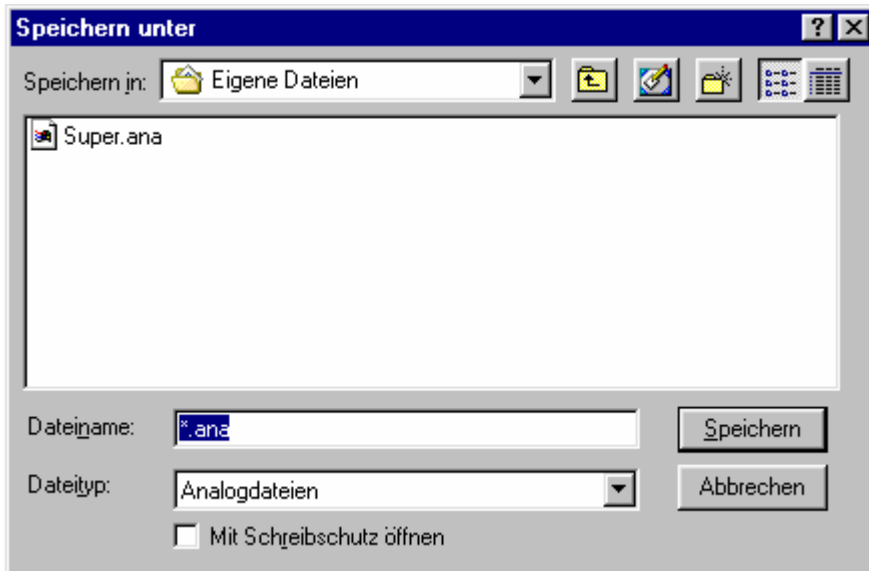 Speichern unter
Speichern in: Eigene Dateien
Super.ana
Dateiname: *.ana Speichern
Dateityp: Analogdateien Abbrechen
Mit Schreibschutz öffnen